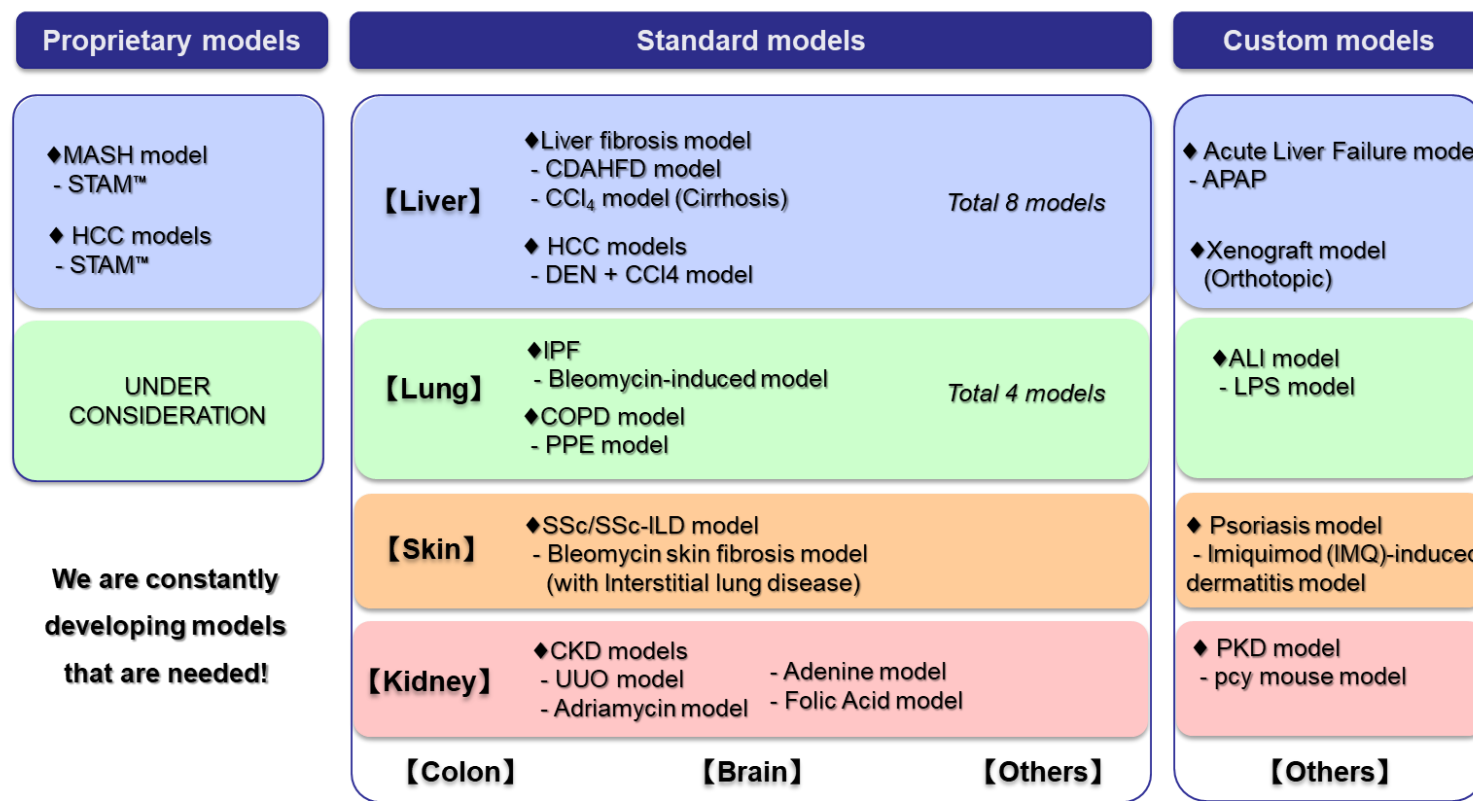 Proprietary models
Standard models
Custom models
♦MASH model
- STAM™
♦ HCC models
- STAM™
UNDER
CONSIDERATION
We are constantly
developing models
that are needed!
【Liver】
♦Liver fibrosis model
- CDAHFD model
- CCl₄ model (Cirrhosis)
♦ HCC models
- DEN + CCl4 model
Total 8 models
【Lung】
♦IPF
- Bleomycin-induced model
♦COPD model
- PPE model
Total 4 models
【Skin】
♦SSc/SSc-ILD model
- Bleomycin skin fibrosis model
(with Interstitial lung disease)
【Kidney】
♦CKD models
- UUO model
- Adriamycin model
- Adenine model
- Folic Acid model
【Colon】
【Brain】
【Others】
♦ Acute Liver Failure mode
- APAP
♦Xenograft model
(Orthotopic)
♦ALI model
- LPS model
♦ Psoriasis model
- Imiquimod (IMQ)-induced
dermatitis model
♦ PKD model
- pcy mouse model
【Others】